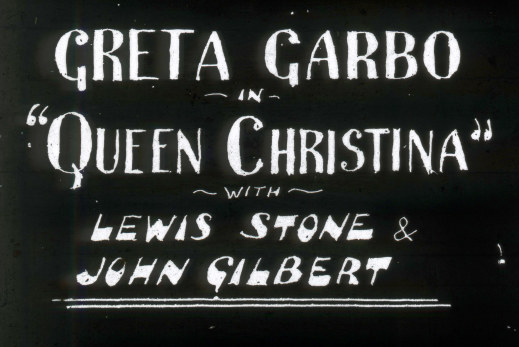 GRETA GARBO
~ IN ~
"QUEEN CHRISTINA"
~ WITH ~
LEWIS STONE &
JOHN GILBERT